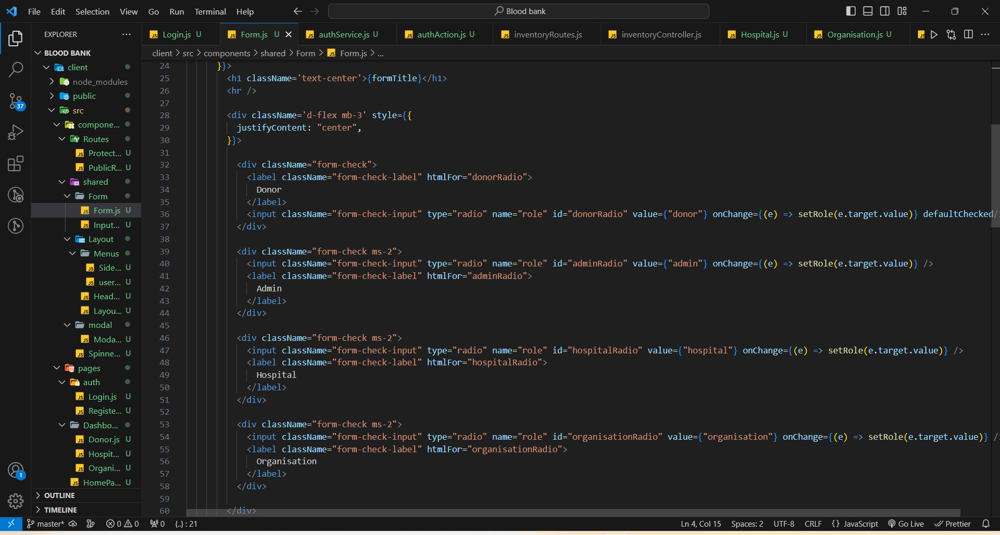 File Edit Selection View Go Run Terminal Help
Blood bank
EXPLORER
BLOOD BANK
client
node_modules
public
src
compone...
Routes
Protect... U
PublicR... U
shared
Form
Form.js U
Input... U
Layout
Menus
Side... U
user... U
Head... U
Layou... U
modal
Moda... U
Spinne... U
pages
auth
Login.js U
Registe... U
Dashbo...
Donor.js U
Hospit... U
Organi... U
HomePa... U
OUTLINE
TIMELINE
37
1
JS Login.js U
JS Form.js U
JS authService.js U
JS authAction.js U
JS inventoryRoutes.js
JS inventoryController.js
JS Hospital.js U
JS Organisation.js U
client > src > components > shared > Form > JS Form.js > ...
24 }}>
25 <h1 className='text-center'>{formTitle}</h1>
26 <hr />
27
28 <div className='d-flex mb-3' style={{
29 justifyContent: "center",
30 }}>
31
32 <div className="form-check">
33 <label className="form-check-label" htmlFor="donorRadio">
34 Donor
35 </label>
36 <input className="form-check-input" type="radio" name="role" id="donorRadio" value={"donor"} onChange={(e) => setRole(e.target.value)} defaultChecked/
37 </div>
38
39 <div className="form-check ms-2">
40 <input className="form-check-input" type="radio" name="role" id="adminRadio" value={"admin"} onChange={(e) => setRole(e.target.value)} />
41 <label className="form-check-label" htmlFor="adminRadio">
42 Admin
43 </label>
44 </div>
45
46 <div className="form-check ms-2">
47 <input className="form-check-input" type="radio" name="role" id="hospitalRadio" value={"hospital"} onChange={(e) => setRole(e.target.value)} />
48 <label className="form-check-label" htmlFor="hospitalRadio">
49 Hospital
50 </label>
51 </div>
52
53 <div className="form-check ms-2">
54 <input className="form-check-input" type="radio" name="role" id="organisationRadio" value={"organisation"} onChange={(e) => setRole(e.target.value)} /
55 <label className="form-check-label" htmlFor="organisationRadio">
56 Organisation
57 </label>
58 </div>
59
60 </div>
master* 0 0 0 {..} : 21
Ln 4, Col 15 Spaces: 2 UTF-8 CRLF {} JavaScript Go Live Prettier